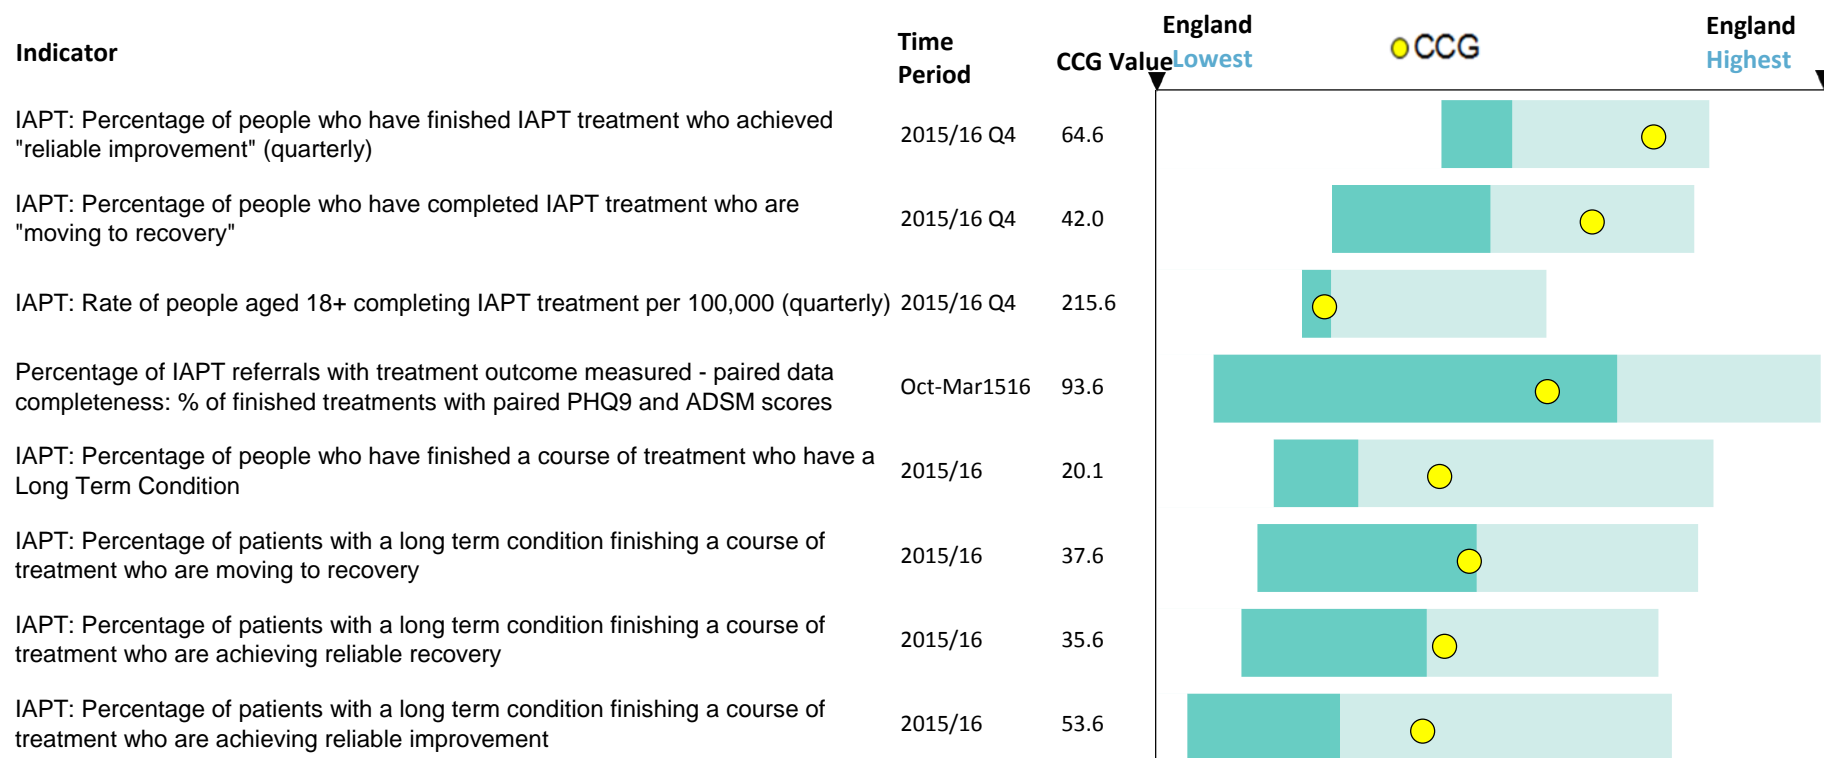 Indicator
Time
Period
CCG Value
England
Lowest
CCG
England
Highest
IAPT: Percentage of people who have finished IAPT treatment who achieved
"reliable improvement" (quarterly)
2015/16 Q4
64.6
IAPT: Percentage of people who have completed IAPT treatment who are
"moving to recovery"
2015/16 Q4
42.0
IAPT: Rate of people aged 18+ completing IAPT treatment per 100,000 (quarterly)
2015/16 Q4
215.6
Percentage of IAPT referrals with treatment outcome measured - paired data
completeness: % of finished treatments with paired PHQ9 and ADSM scores
Oct-Mar1516
93.6
IAPT: Percentage of people who have finished a course of treatment who have a
Long Term Condition
2015/16
20.1
IAPT: Percentage of patients with a long term condition finishing a course of
treatment who are moving to recovery
2015/16
37.6
IAPT: Percentage of patients with a long term condition finishing a course of
treatment who are achieving reliable recovery
2015/16
35.6
IAPT: Percentage of patients with a long term condition finishing a course of
treatment who are achieving reliable improvement
2015/16
53.6